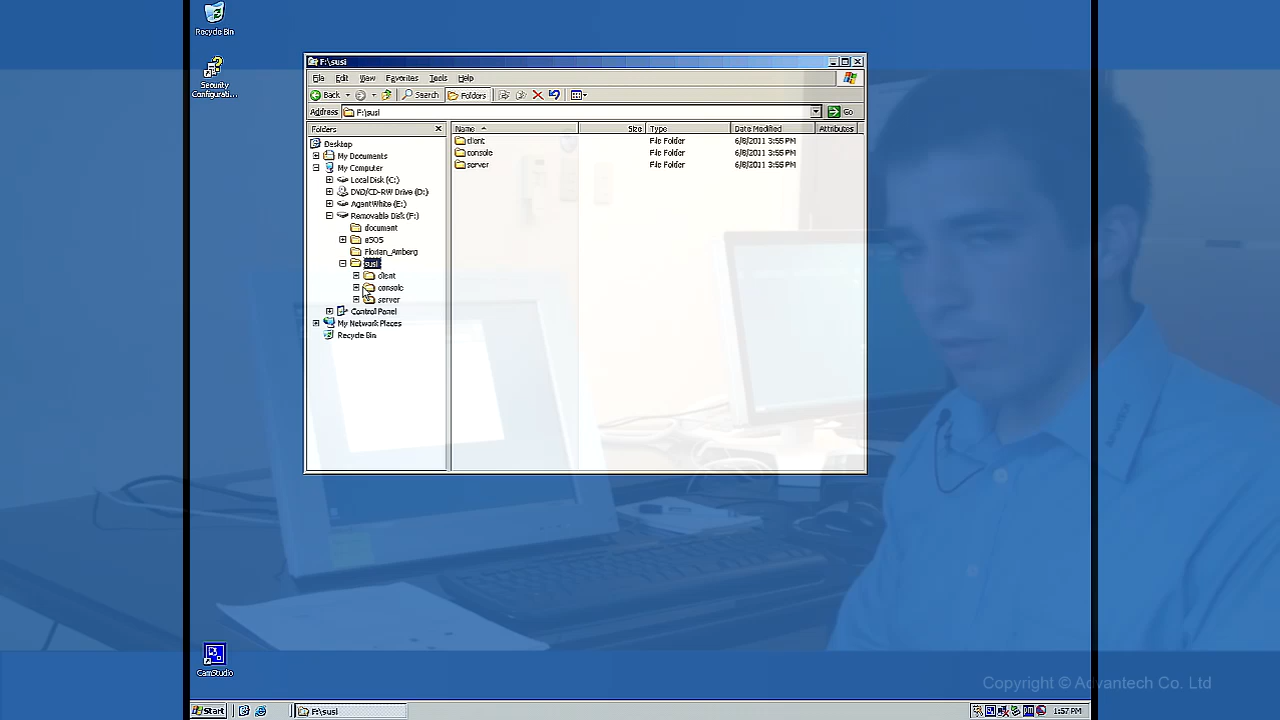 Recycle Bin
Security
Configurati...
F:\susi
File Edit View Favorites Tools Help
Back Search Folders
Address F:\susi Go
Folders
Name Size Type Date Modified Attributes
Desktop
My Documents
My Computer
Local Disk (C:)
DVD/CD-RW Drive (D:)
AgentWhite (E:)
Removable Disk (F:)
document
eSOS
Florian_Amberg
susi
client
console
server
Control Panel
My Network Places
Recycle Bin
client File Folder 6/8/2011 3:55 PM
console File Folder 6/8/2011 3:55 PM
server File Folder 6/8/2011 3:55 PM
CamStudio
Copyright © Advantech Co. Ltd
Start F:\susi 1:57 PM